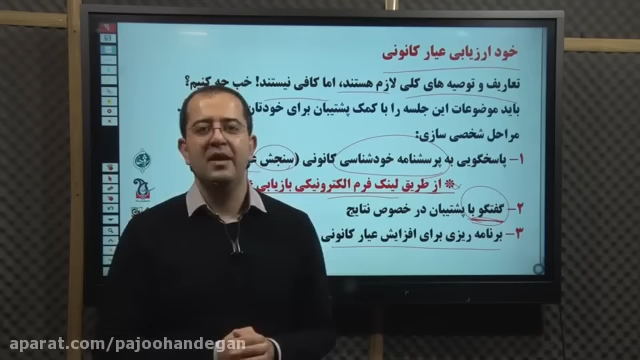 خود ارزیابی عیار کانونی
تعاریف و توصیه های کلی لازم هستند، اما کافی نیستند! خب چه کنیم؟
باید موضوعات این جلسه را با کمک پشتیبان برای خودتان
مراحل شخصی سازی:
۱- پاسخگویی به پرسشنامه خودشناسی کانونی (سنجش
* از طریق لینک فرم الکترونیکی بازیابی
۲- گفتگو با پشتیبان در خصوص نتایج
۳- برنامه ریزی برای افزایش عیار کانونی
aparat.com/pajoohandegan